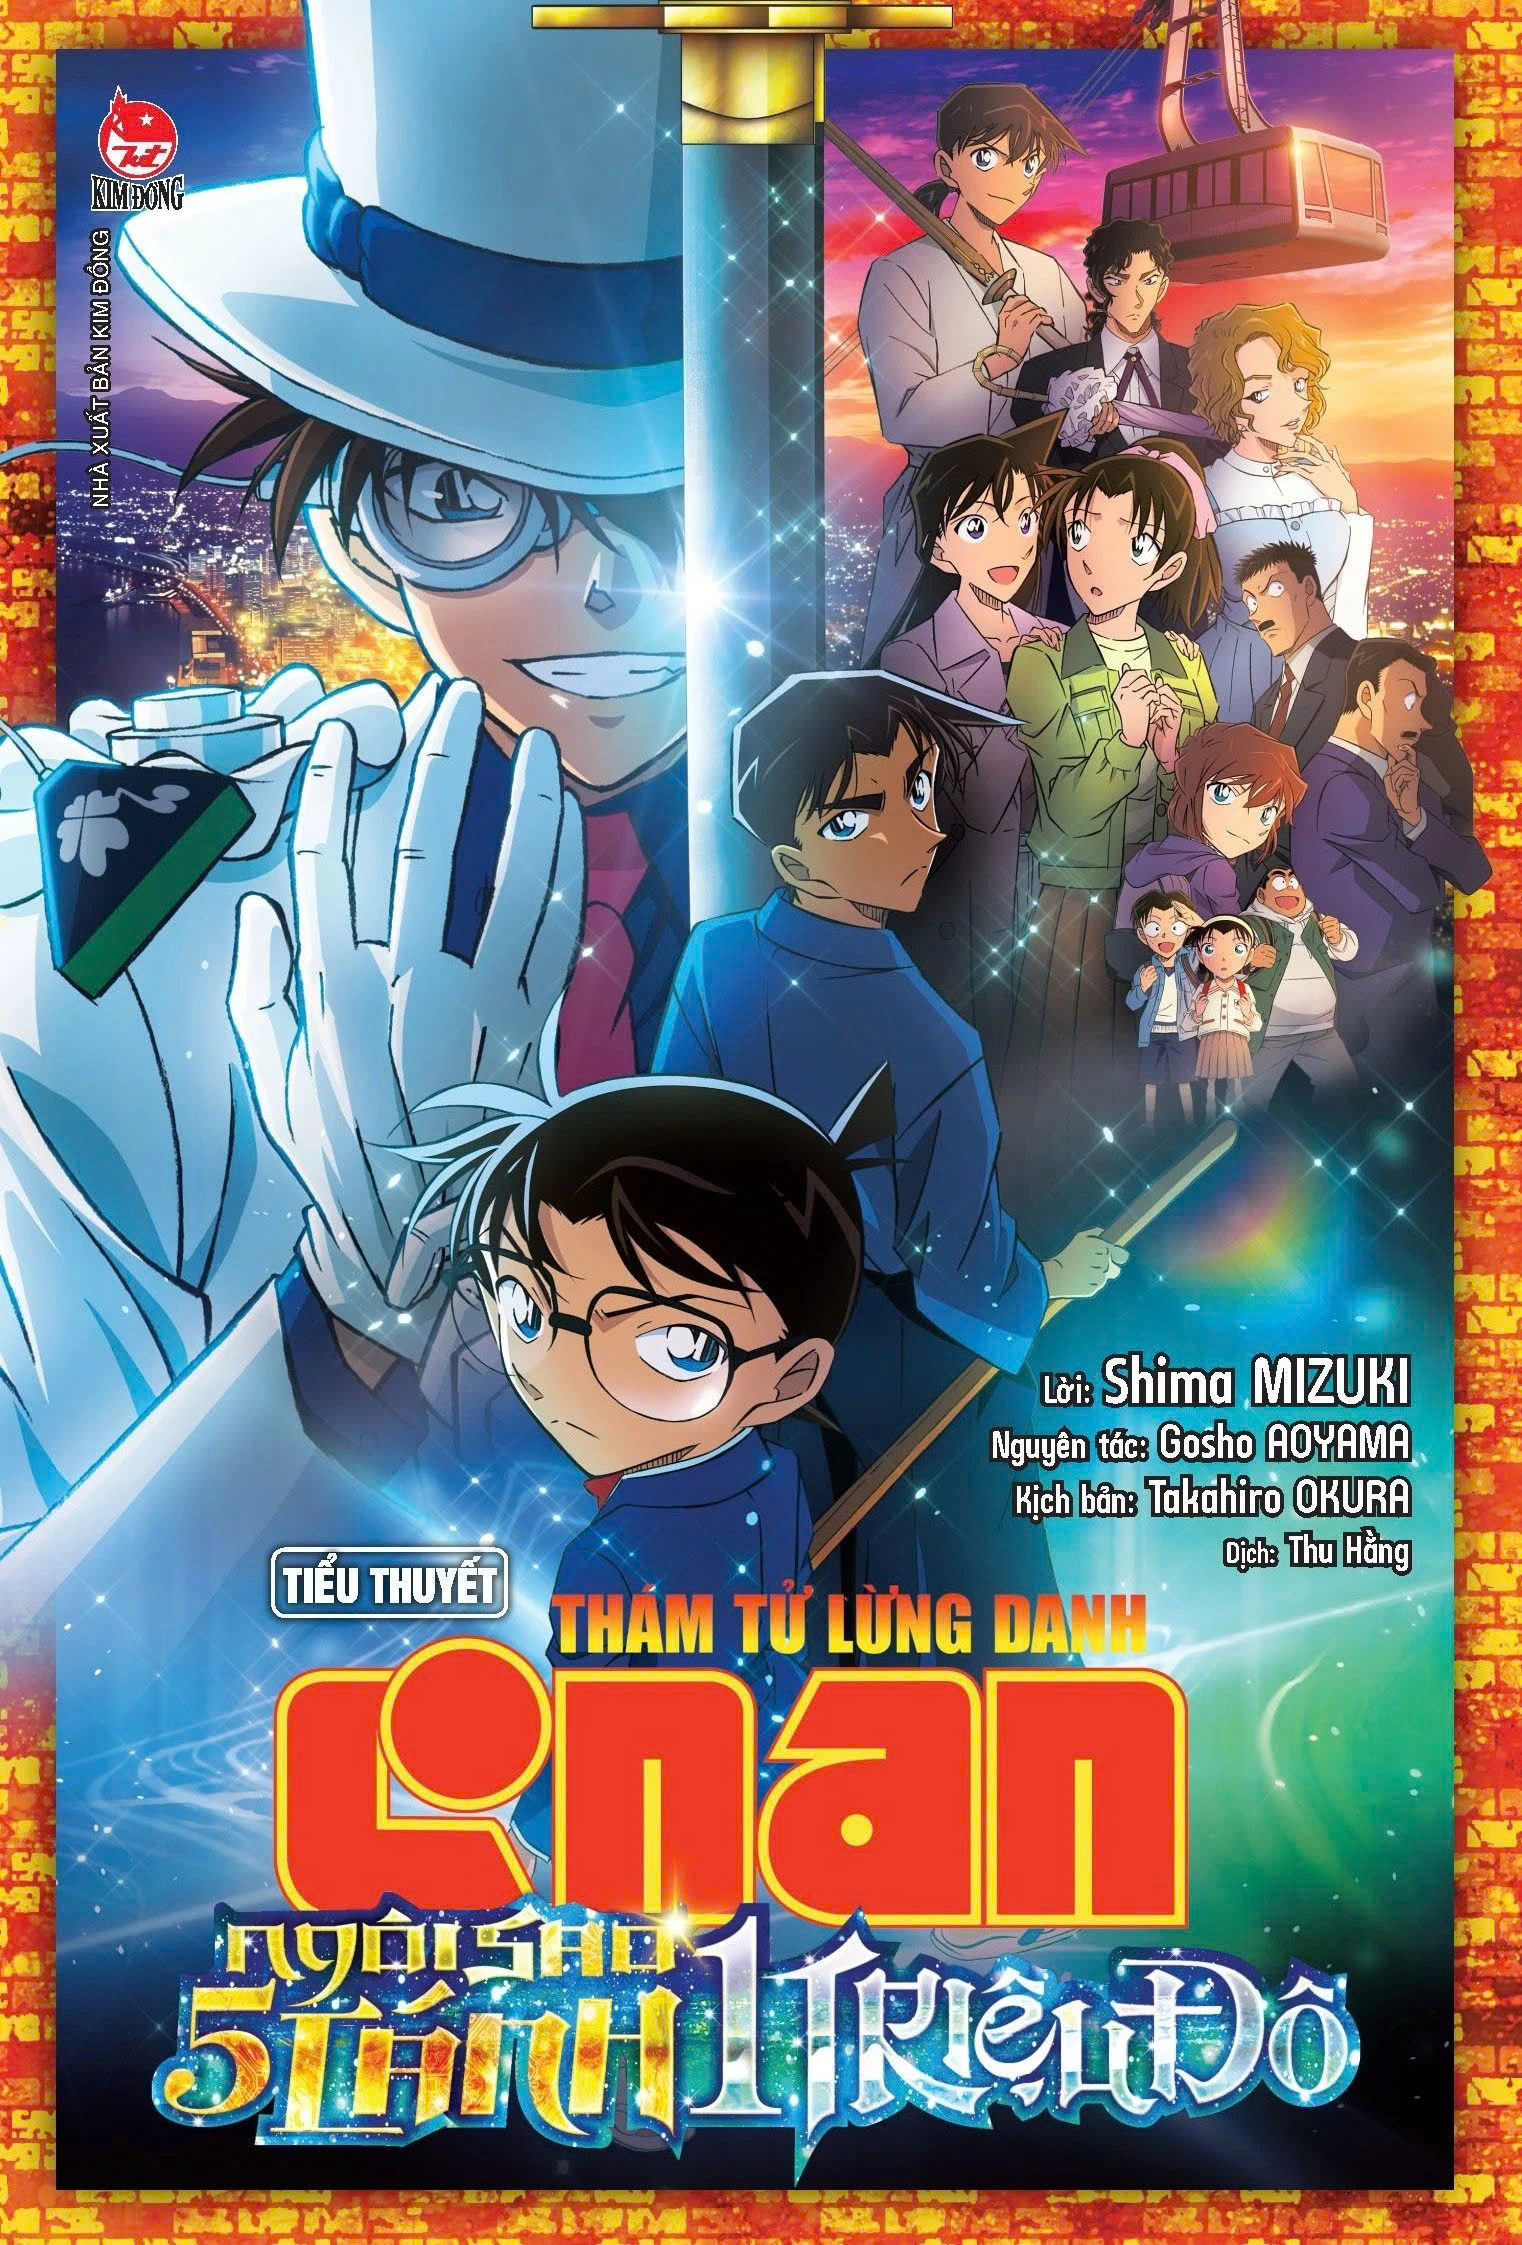 Kđ
KIM ĐỒNG
NHÀ XUẤT BẢN KIM ĐỒNG
Lời: Shima MIZUKI
Nguyên tác: Gosho AOYAMA
Kịch bản: Takahiro OKURA
Dịch: Thu Hằng
TIỂU THUYẾT
THÁM TỬ LỪNG DANH
Conan
NGÔI SAO
5 CÁNH 1 TRIỆU ĐÔ